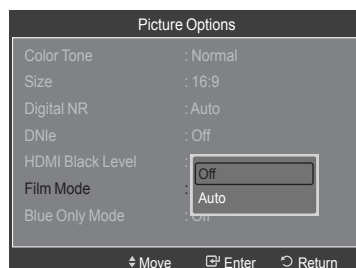 Picture Options
Color Tone : Normal
Size : 16:9
Digital NR : Auto
DNIe : Off
HDMI Black Level :
Off
Film Mode :
Auto
Blue Only Mode : Off
Move Enter Return